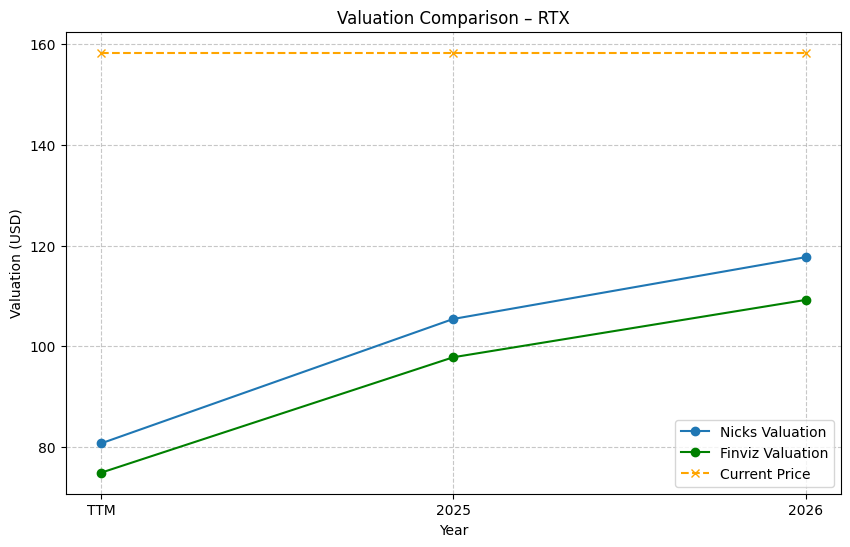 Valuation Comparison – RTX
Valuation (USD)
160
140
120
100
80
TTM
2025
2026
Year
Nicks Valuation
Finviz Valuation
Current Price